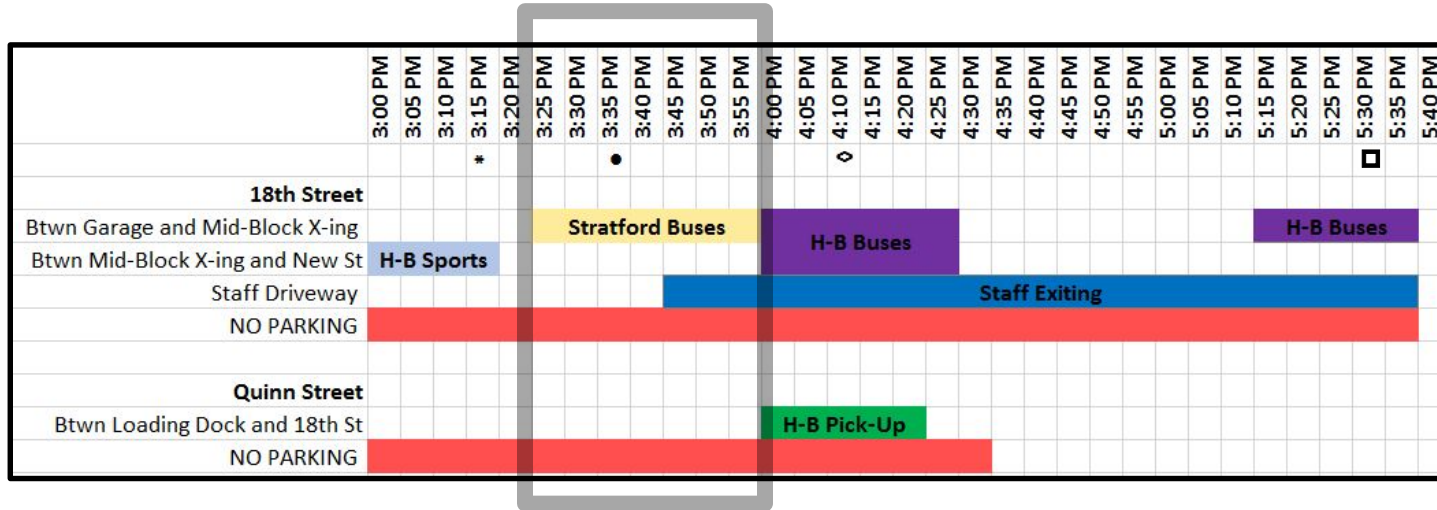 3:00 PM 3:05 PM 3:10 PM 3:15 PM 3:20 PM 3:25 PM 3:30 PM 3:35 PM 3:40 PM 3:45 PM 3:50 PM 3:55 PM 4:00 PM 4:05 PM 4:10 PM 4:15 PM 4:20 PM 4:25 PM 4:30 PM 4:35 PM 4:40 PM 4:45 PM 4:50 PM 4:55 PM 5:00 PM 5:05 PM 5:10 PM 5:15 PM 5:20 PM 5:25 PM 5:30 PM 5:35 PM 5:40 PM
*
18th Street
Btwn Garage and Mid-Block X-ing Stratford Buses H-B Buses H-B Buses
Btwn Mid-Block X-ing and New St H-B Sports
Staff Driveway Staff Exiting
NO PARKING
Quinn Street
Btwn Loading Dock and 18th St H-B Pick-Up
NO PARKING